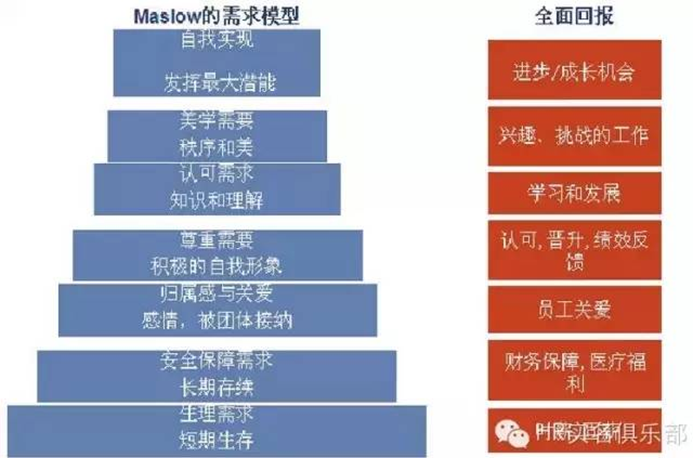 Maslow的需求模型
全面回报
自我实现
发挥最大潜能
进步/成长机会
美学需要
秩序和美
兴趣、挑战的工作
认可需求
知识和理解
学习和发展
尊重需要
积极的自我形象
认可,晋升,绩效反
馈
归属感与关爱
感情，被团体接纳
员工关爱
安全保障需求
长期存续
财务保障,医疗福
利
生理需求
短期生存
俱乐部